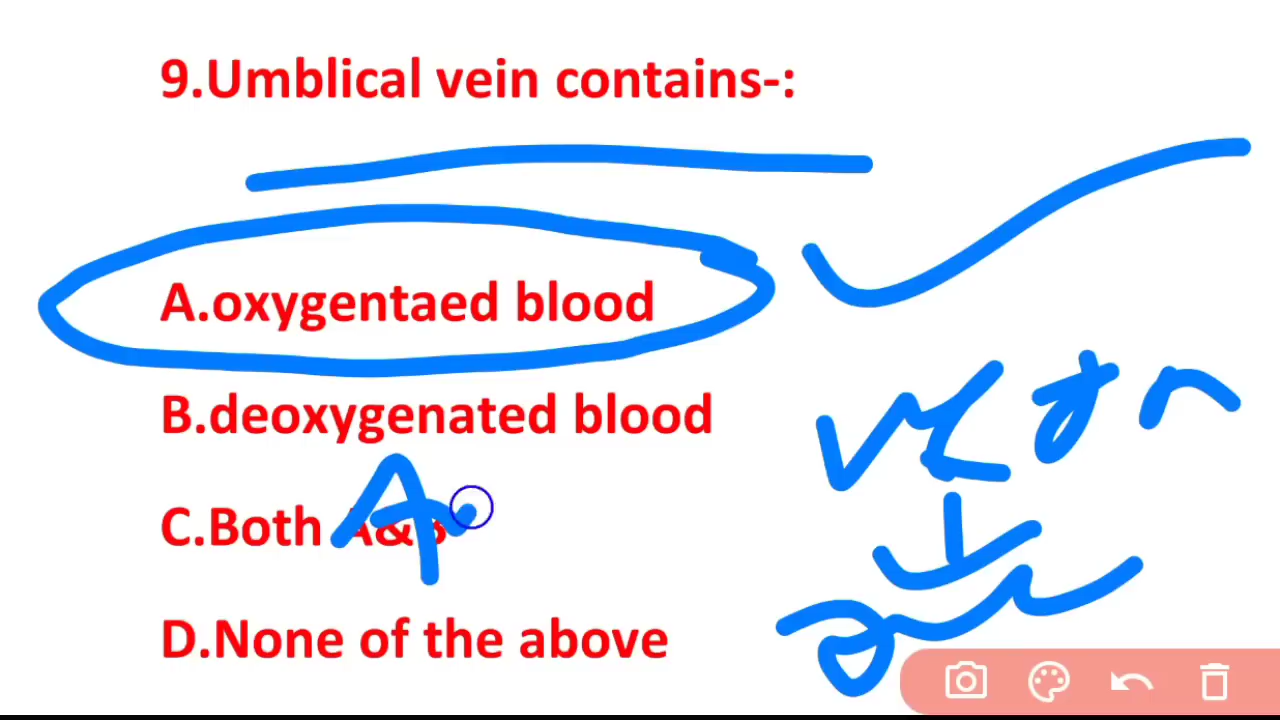 9.Umblical vein contains-:
A.oxygentaed blood
B.deoxygenated blood
C.Both A&B
D.None of the above
A